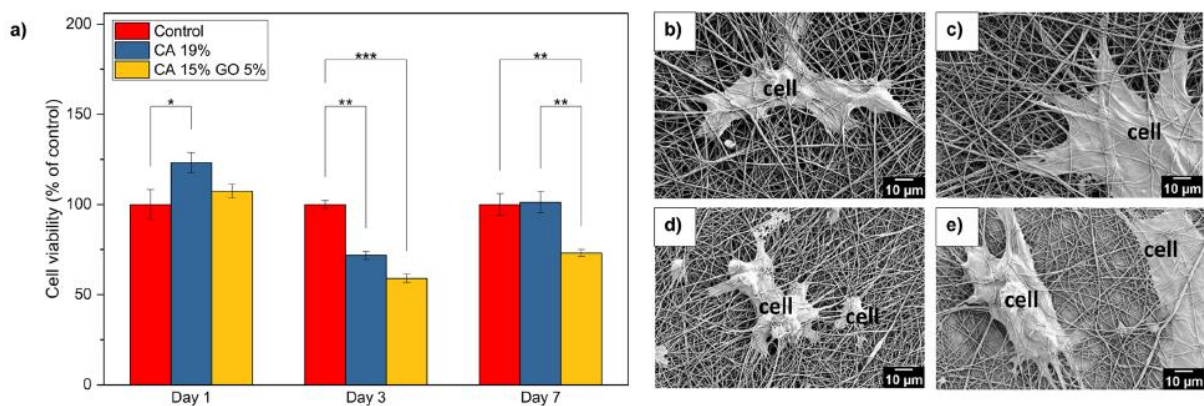 a)
Cell viability (% of control)
200
150
100
50
0
Control
CA 19%
CA 15% GO 5%
*
***
**
**
**
Day 1
Day 3
Day 7
b)
cell
10 µm
c)
cell
10 µm
d)
cell
cell
10 µm
e)
cell
cell
10 µm